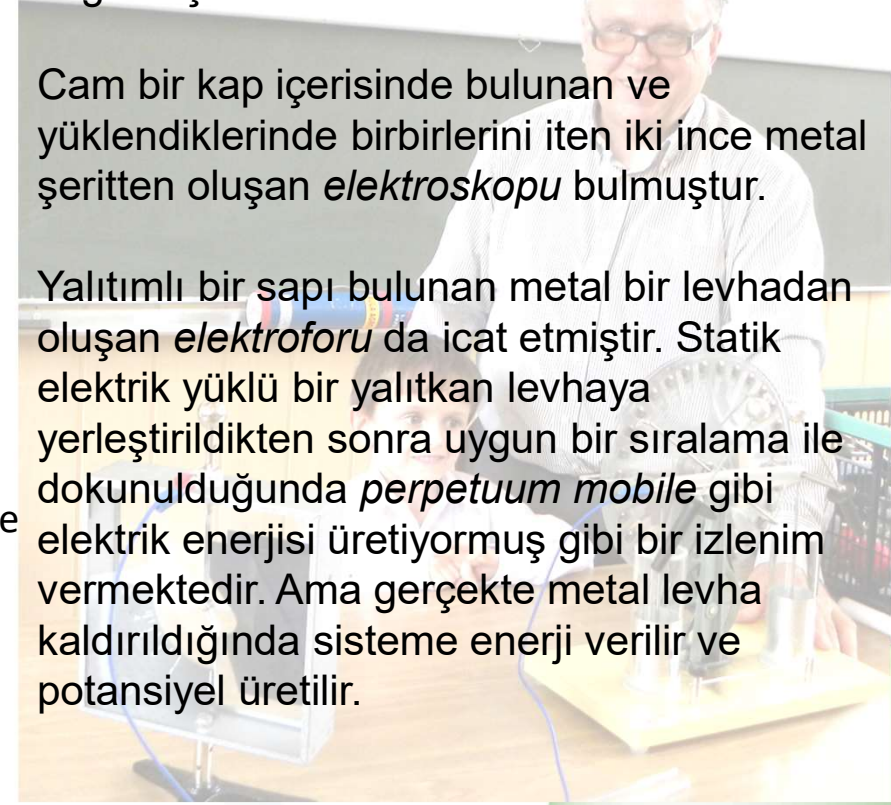 Cam bir kap içerisinde bulunan ve
yüklendiklerinde birbirlerini iten iki ince metal
şeritten oluşan elektroskopu bulmuştur.
Yalıtımlı bir sapı bulunan metal bir levhadan
oluşan elektroforu da icat etmiştir. Statik
elektrik yüklü bir yalıtkan levhaya
yerleştirildikten sonra uygun bir sıralama ile
dokunulduğunda perpetuum mobile gibi
elektrik enerjisi üretiyormuş gibi bir izlenim
vermektedir. Ama gerçekte metal levha
kaldırıldığında sisteme enerji verilir ve
potansiyel üretilir.